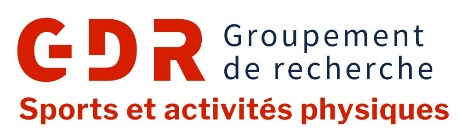 GDR
Groupement
de recherche
Sports et activités physiques